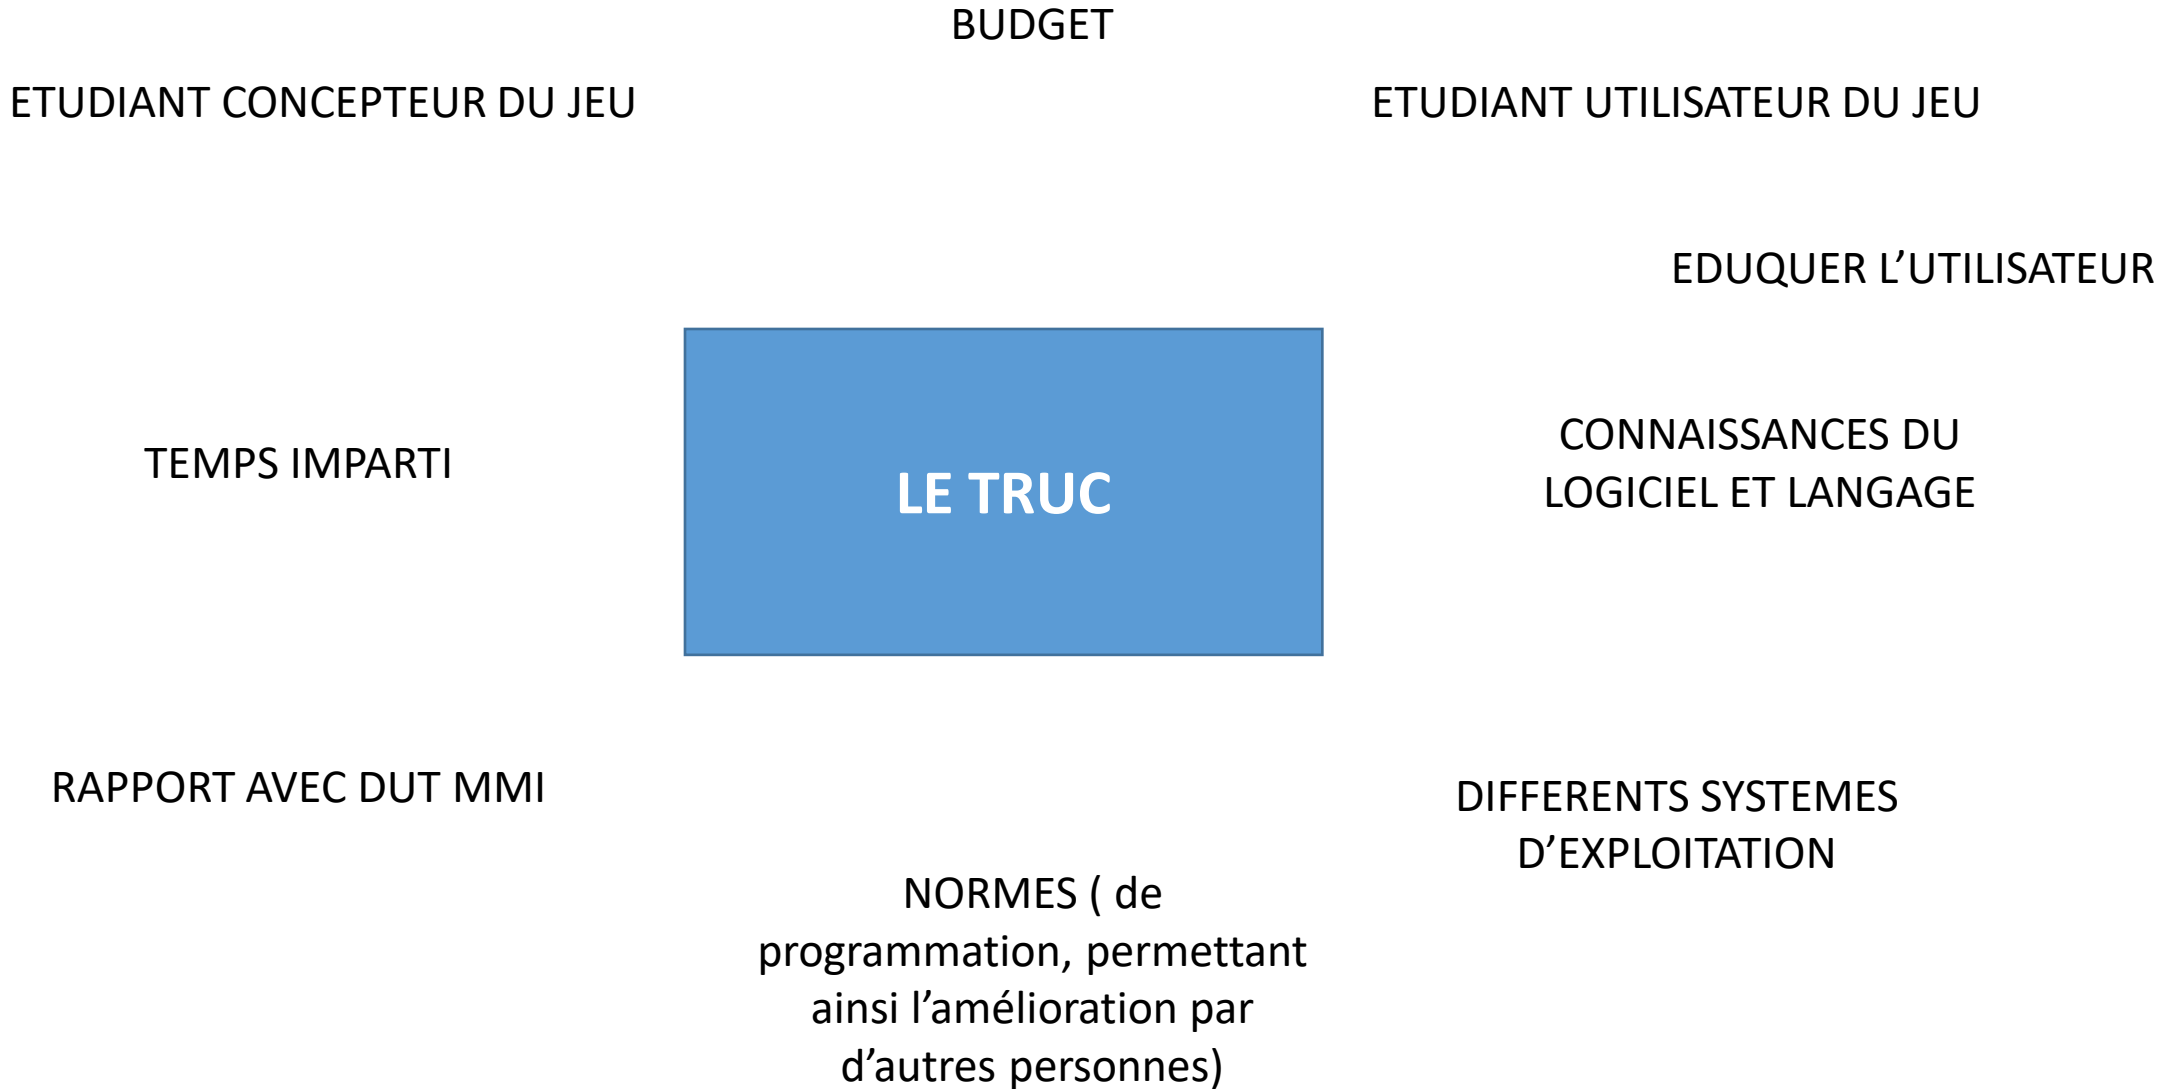 BUDGET
ETUDIANT CONCEPTEUR DU JEU
ETUDIANT UTILISATEUR DU JEU
EDUQUER L’UTILISATEUR
TEMPS IMPARTI
LE TRUC
CONNAISSANCES DU
LOGICIEL ET LANGAGE
RAPPORT AVEC DUT MMI
DIFFERENTS SYSTEMES
D’EXPLOITATION
NORMES ( de
programmation, permettant
ainsi l’amélioration par
d’autres personnes)